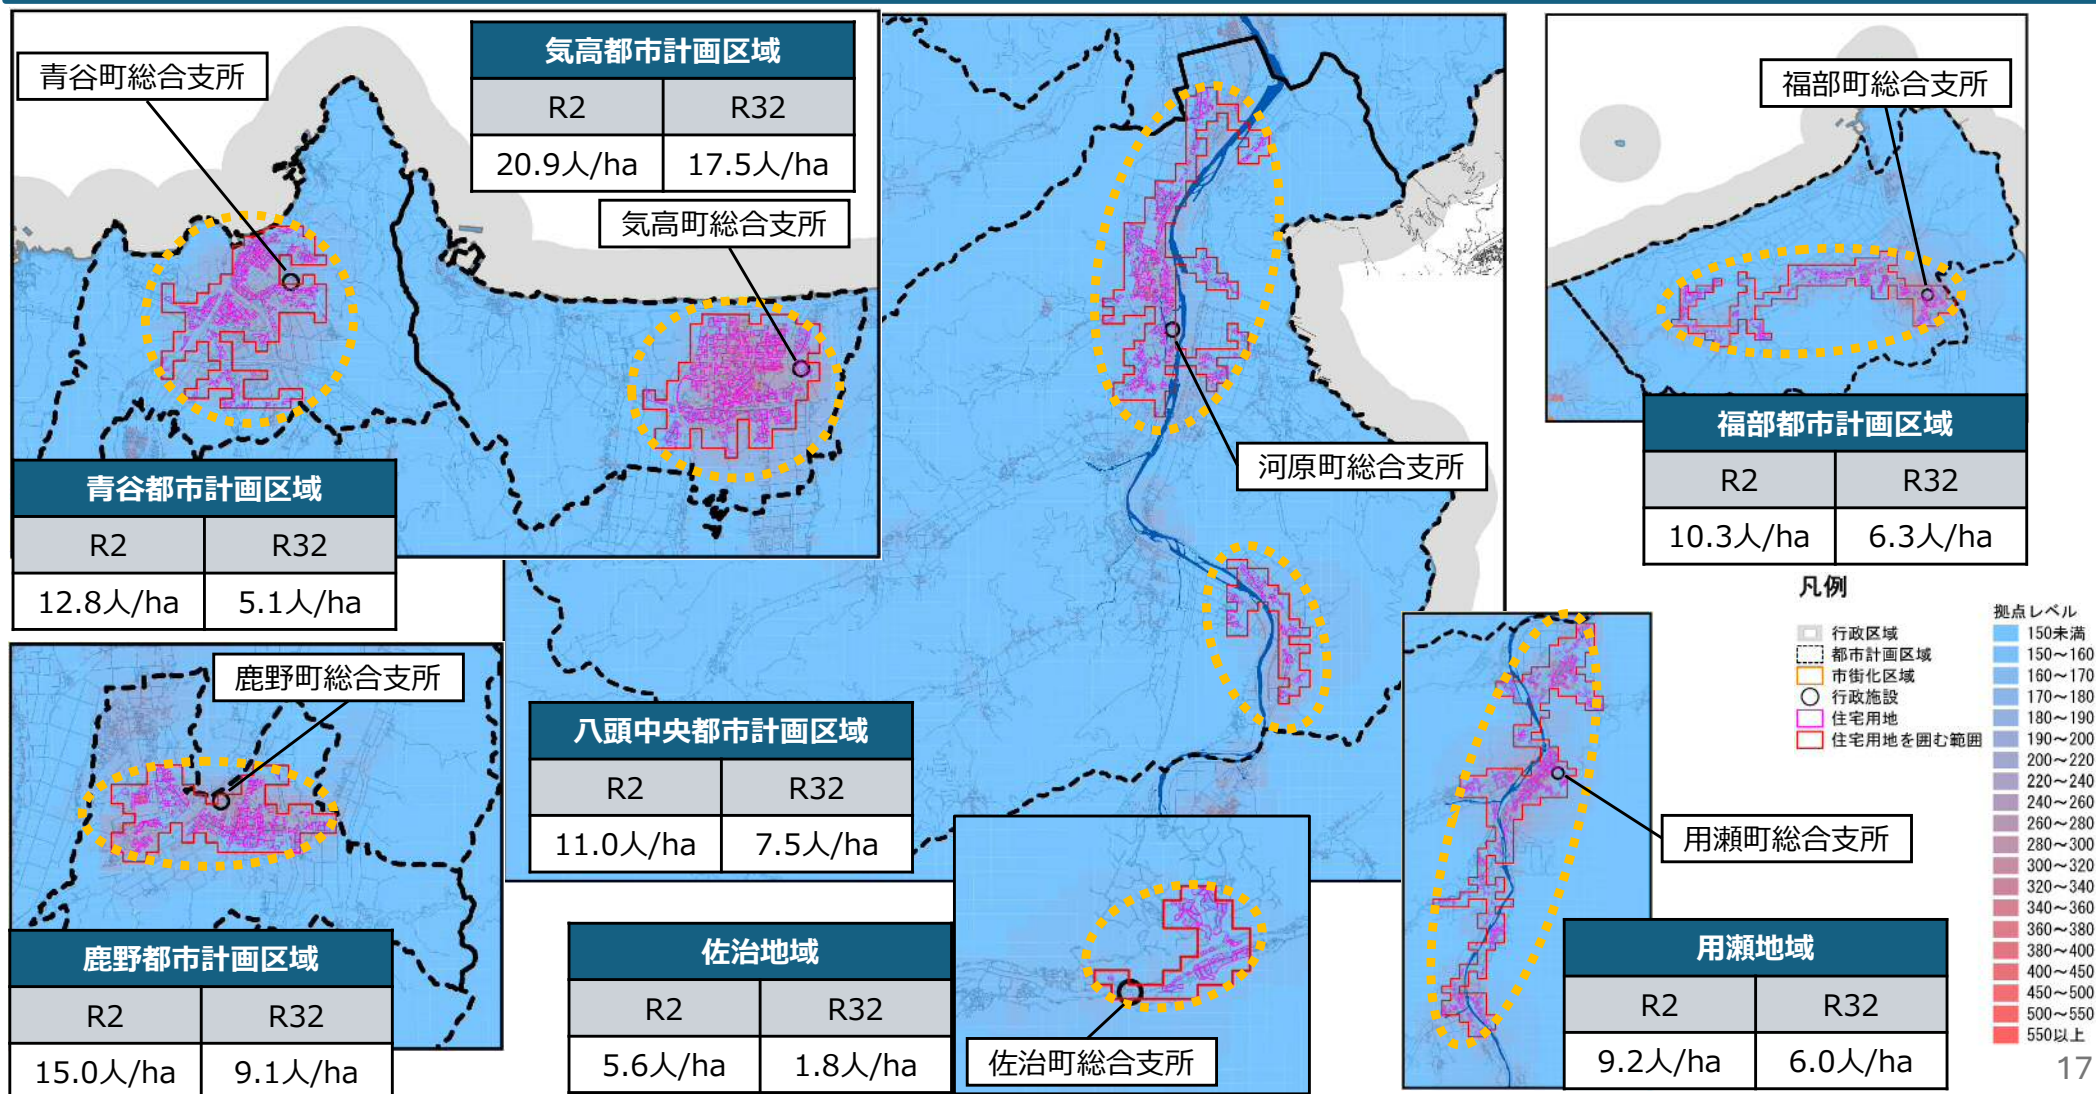 青谷町総合支所
気高都市計画区域
R2 R32
20.9人/ha 17.5人/ha
気高町総合支所
福部町総合支所
青谷都市計画区域
R2 R32
12.8人/ha 5.1人/ha
河原町総合支所
福部都市計画区域
R2 R32
10.3人/ha 6.3人/ha
鹿野町総合支所
鹿野都市計画区域
R2 R32
15.0人/ha 9.1人/ha
八頭中央都市計画区域
R2 R32
11.0人/ha 7.5人/ha
佐治地域
R2 R32
5.6人/ha 1.8人/ha
佐治町総合支所
用瀬町総合支所
用瀬地域
R2 R32
9.2人/ha 6.0人/ha
凡例
行政区域
都市計画区域
市街化区域
行政施設
住宅用地
住宅用地を囲む範囲
拠点レベル
150未満
150～160
160～170
170～180
180～190
190～200
200～220
220～240
240～260
260～280
280～300
300～320
320～340
340～360
360～380
380～400
400～450
450～500
500～550
550以上
17